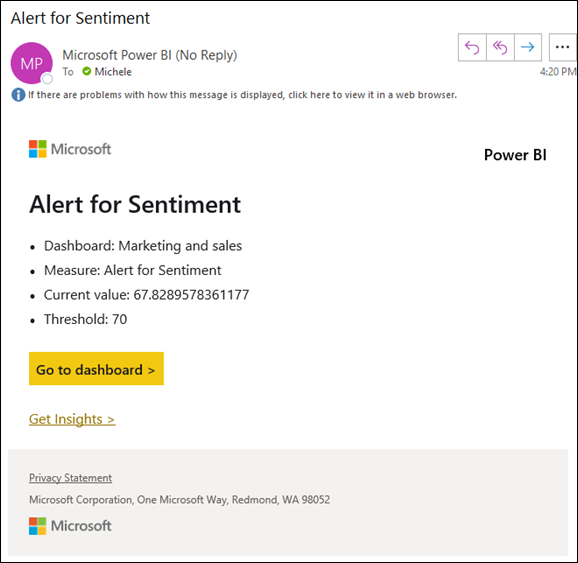 Alert for Sentiment
MP
Microsoft Power BI (No Reply)
To Michele
4:20 PM
If there are problems with how this message is displayed, click here to view it in a web browser.
Microsoft
Power BI
Alert for Sentiment
• Dashboard: Marketing and sales
• Measure: Alert for Sentiment
• Current value: 67.8289578361177
• Threshold: 70
Go to dashboard >
Get Insights >
Privacy Statement
Microsoft Corporation, One Microsoft Way, Redmond, WA 98052
Microsoft